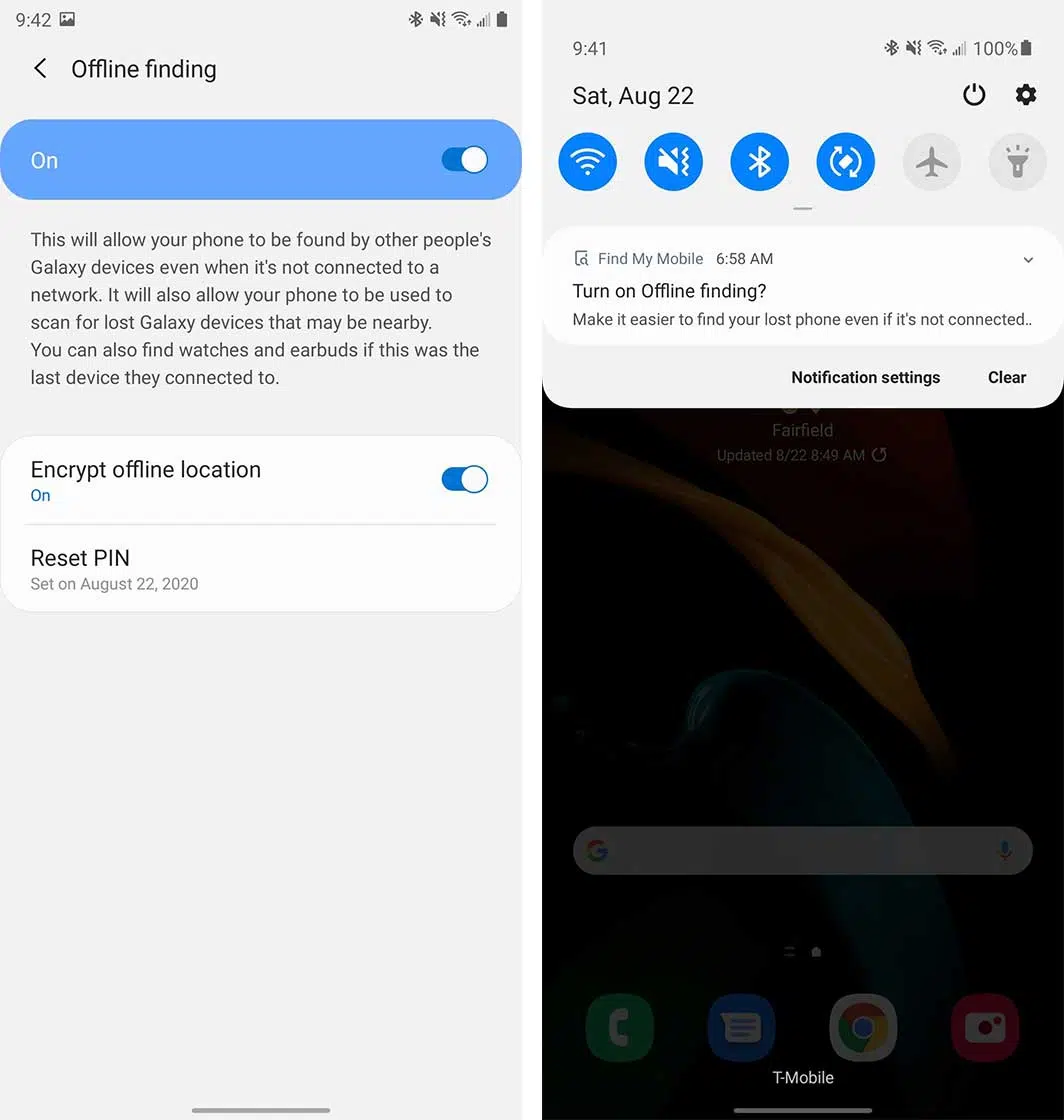 9:42
Offline finding
On
This will allow your phone to be found by other people's
Galaxy devices even when it's not connected to a
network. It will also allow your phone to be used to
scan for lost Galaxy devices that may be nearby.
You can also find watches and earbuds if this was the
last device they connected to.
Encrypt offline location
On
Reset PIN
Set on August 22, 2020
9:41
100%
Sat, Aug 22
Find My Mobile 6:58 AM
Turn on Offline finding?
Make it easier to find your lost phone even if it's not connected..
Notification settings
Clear
Fairfield
Updated 8/22 8:49 AM
T-Mobile